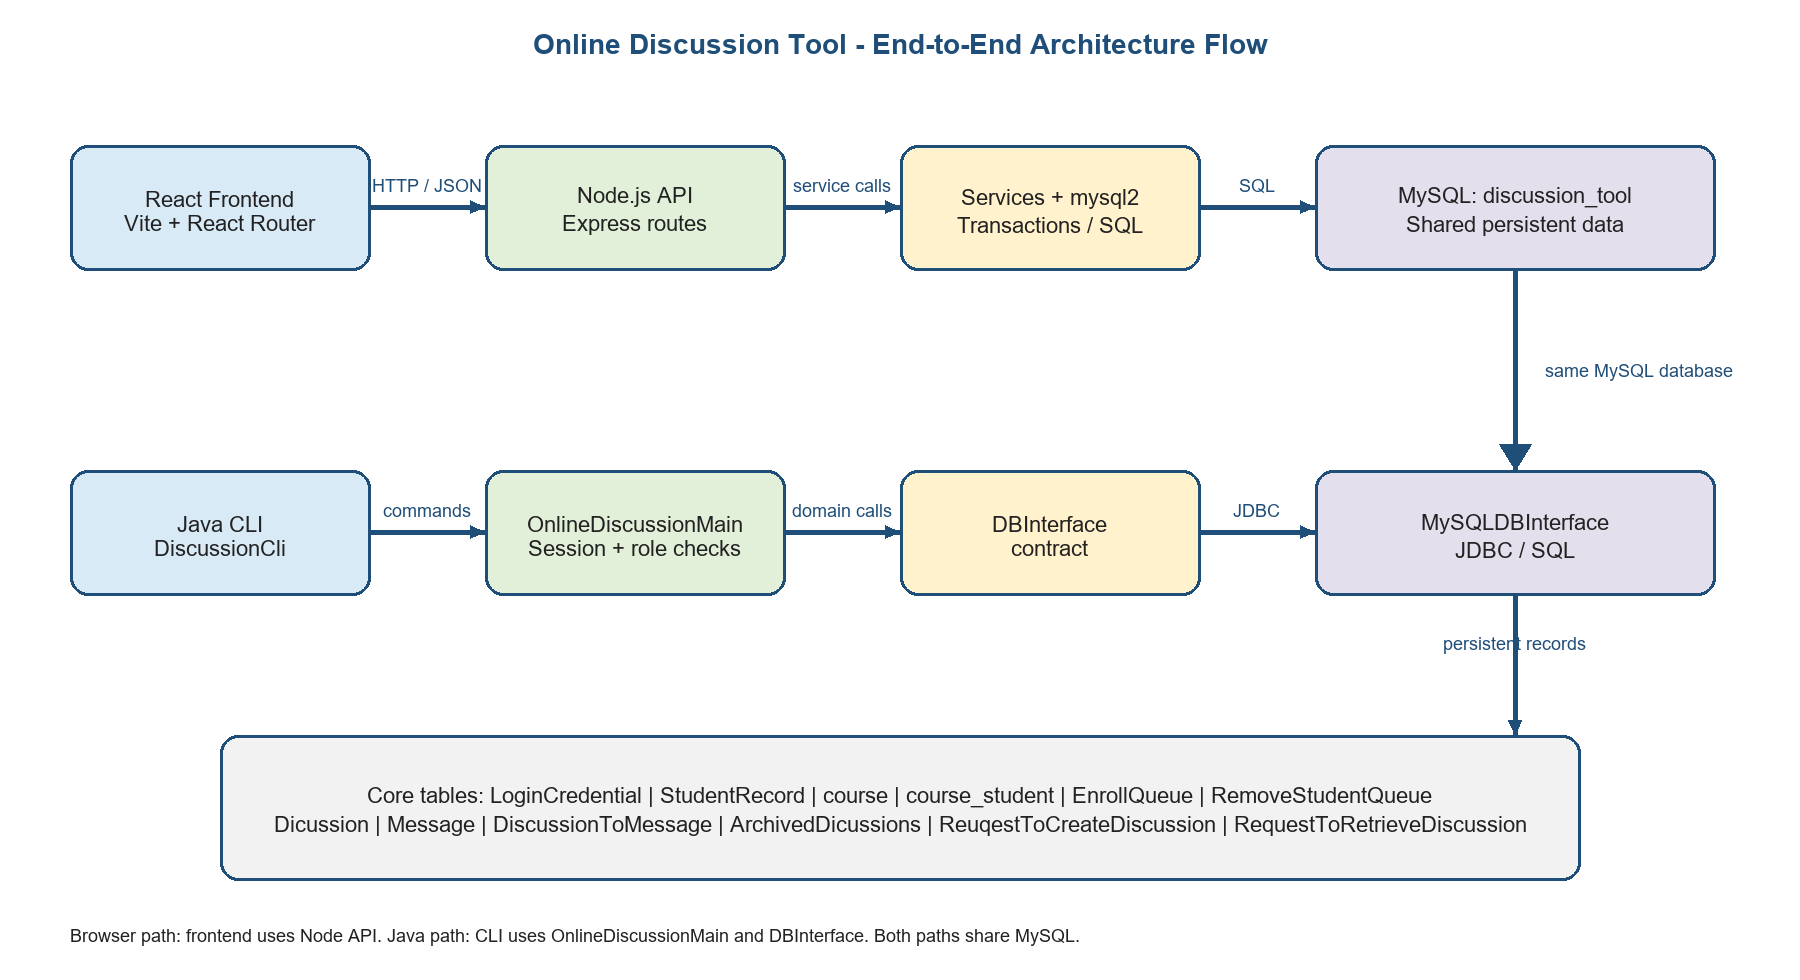 Online Discussion Tool - End-to-End Architecture Flow
React Frontend
Vite + React Router
HTTP / JSON
Node.js API
Express routes
service calls
Services + mysql2
Transactions / SQL
SQL
MySQL: discussion_tool
Shared persistent data
same MySQL database
Java CLI
DiscussionCli
commands
OnlineDiscussionMain
Session + role checks
domain calls
DBInterface
contract
JDBC
MySQLDBInterface
JDBC / SQL
persistent records
Core tables: LoginCredential | StudentRecord | course | course_student | EnrollQueue | RemoveStudentQueue
Dicussion | Message | DiscussionToMessage | ArchivedDicussions | ReuqestToCreateDiscussion | RequestToRetrieveDiscussion
Browser path: frontend uses Node API. Java path: CLI uses OnlineDiscussionMain and DBInterface. Both paths share MySQL.